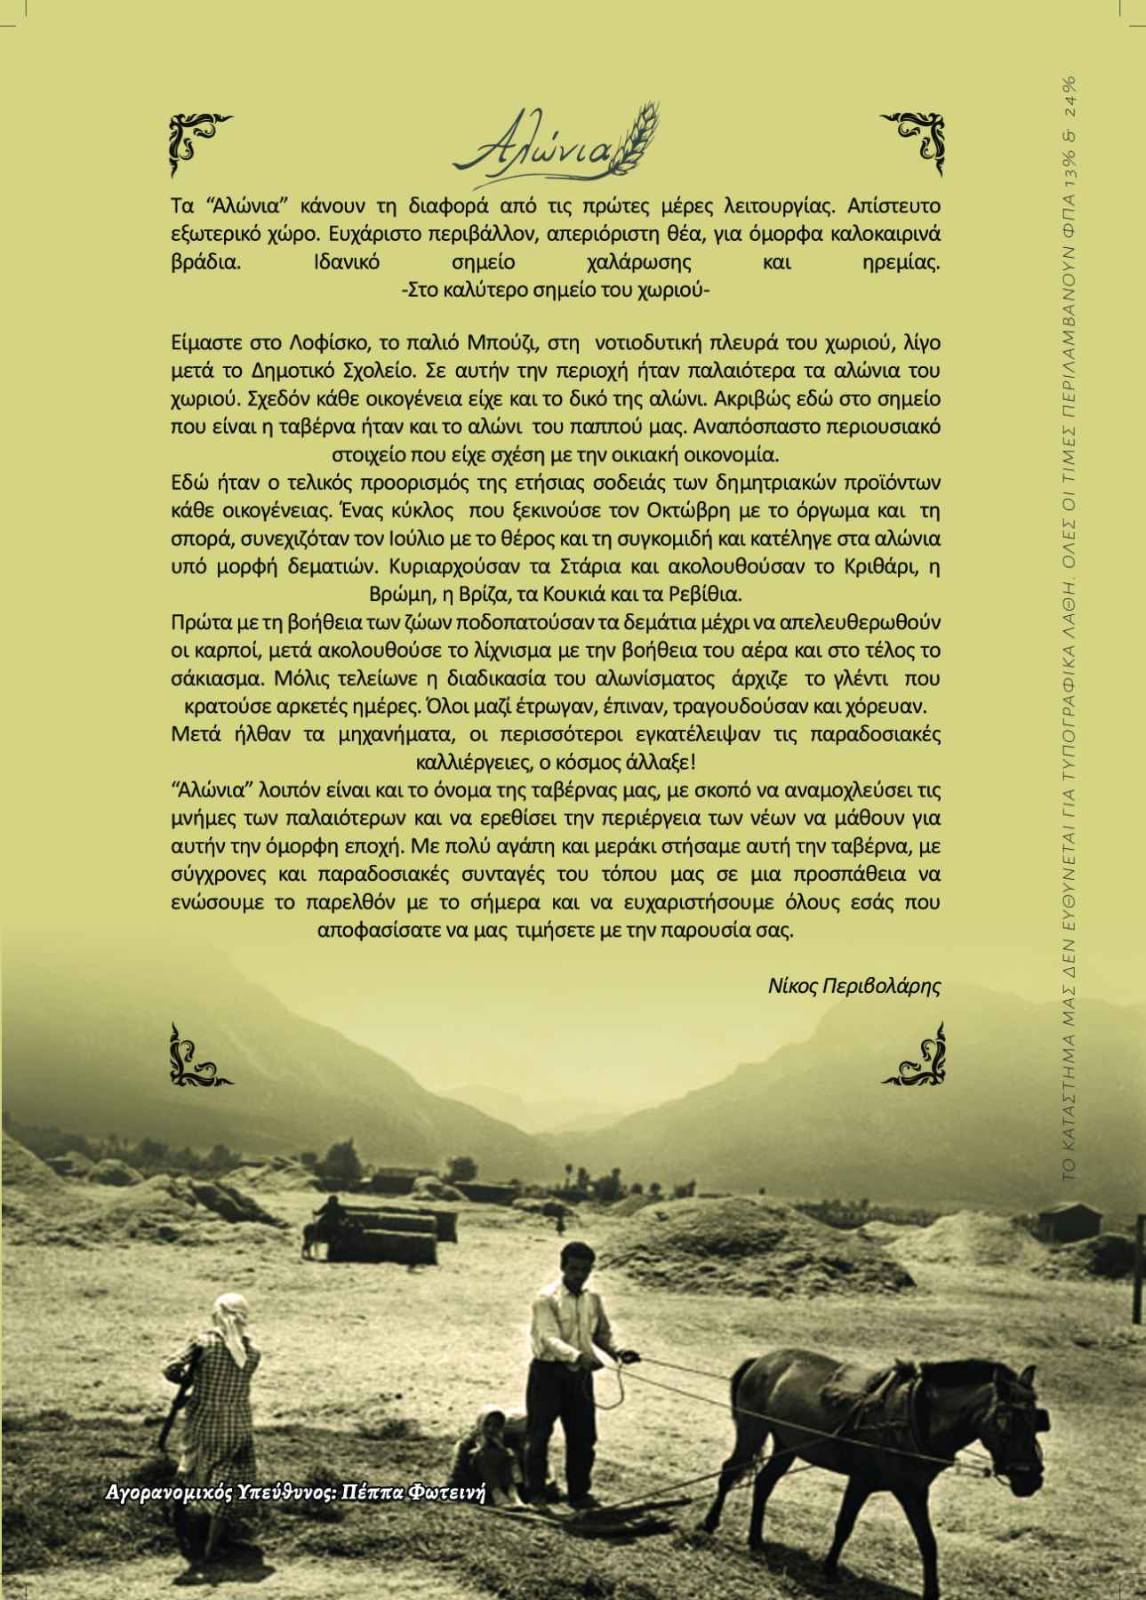 Αλώνια
Τα “Αλώνια” κάνουν τη διαφορά από τις πρώτες μέρες λειτουργίας. Απίστευτο
εξωτερικό χώρο. Ευχάριστο περιβάλλον, απεριόριστη θέα, για όμορφα καλοκαιρινά
βράδια. Ιδανικό σημείο χαλάρωσης και ηρεμίας.
-Στο καλύτερο σημείο του χωριού-
Είμαστε στο Λοφίσκο, το παλιό Μπούζι, στη νοτιοδυτική πλευρά του χωριού, λίγο
μετά το Δημοτικό Σχολείο. Σε αυτήν την περιοχή ήταν παλαιότερα τα αλώνια του
χωριού. Σχεδόν κάθε οικογένεια είχε και το δικό της αλώνι. Ακριβώς εδώ στο σημείο
που είναι η ταβέρνα ήταν και το αλώνι του παππού μας. Αναπόσπαστο περιουσιακό
στοιχείο που είχε σχέση με την οικιακή οικονομία.
Εδώ ήταν ο τελικός προορισμός της ετήσιας σοδειάς των δημητριακών προϊόντων
κάθε οικογένειας. Ένας κύκλος που ξεκινούσε τον Οκτώβρη με το όργωμα και τη
σπορά, συνεχιζόταν τον Ιούλιο με το θέρος και τη συγκομιδή και κατέληγε στα αλώνια
υπό μορφή δεματιών. Κυριαρχούσαν τα Στάρια και ακολουθούσαν το Κριθάρι, η
Βρώμη, η Βρίζα, τα Κουκιά και τα Ρεβίθια.
Πρώτα με τη βοήθεια των ζώων ποδοπατούσαν τα δεμάτια μέχρι να απελευθερωθούν
οι καρποί, μετά ακολουθούσε το λίχνισμα με την βοήθεια του αέρα και στο τέλος το
σάκιασμα. Μόλις τελείωνε η διαδικασία του αλωνίσματος άρχιζε το γλέντι που
κρατούσε αρκετές ημέρες. Όλοι μαζί έτρωγαν, έπιναν, τραγουδούσαν και χόρευαν.
Μετά ήλθαν τα μηχανήματα, οι περισσότεροι εγκατέλειψαν τις παραδοσιακές
καλλιέργειες, ο κόσμος άλλαξε!
“Αλώνια” λοιπόν είναι και το όνομα της ταβέρνας μας, με σκοπό να αναμοχλεύσει τις
μνήμες των παλαιότερων και να ερεθίσει την περιέργεια των νέων να μάθουν για
αυτήν την όμορφη εποχή. Με πολύ αγάπη και μεράκι στήσαμε αυτή την ταβέρνα, με
σύγχρονες και παραδοσιακές συνταγές του τόπου μας σε μια προσπάθεια να
ενώσουμε το παρελθόν με το σήμερα και να ευχαριστήσουμε όλους εσάς που
αποφασίσατε να μας τιμήσετε με την παρουσία σας.
Νίκος Περιβολάρης
Αγορανομικός Υπεύθυνος: Πέππα Φωτεινή
ΤΟ ΚΑΤΑΣΤΗΜΑ ΜΑΣ ΔΕΝ ΕΥΘΥΝΕΤΑΙ ΓΙΑ ΤΥΠΟΓΡΑΦΙΚΑ ΛΑΘΗ. ΟΛΕΣ ΟΙ ΤΙΜΕΣ ΠΕΡΙΛΑΜΒΑΝΟΥΝ ΦΠΑ 13% & 24%